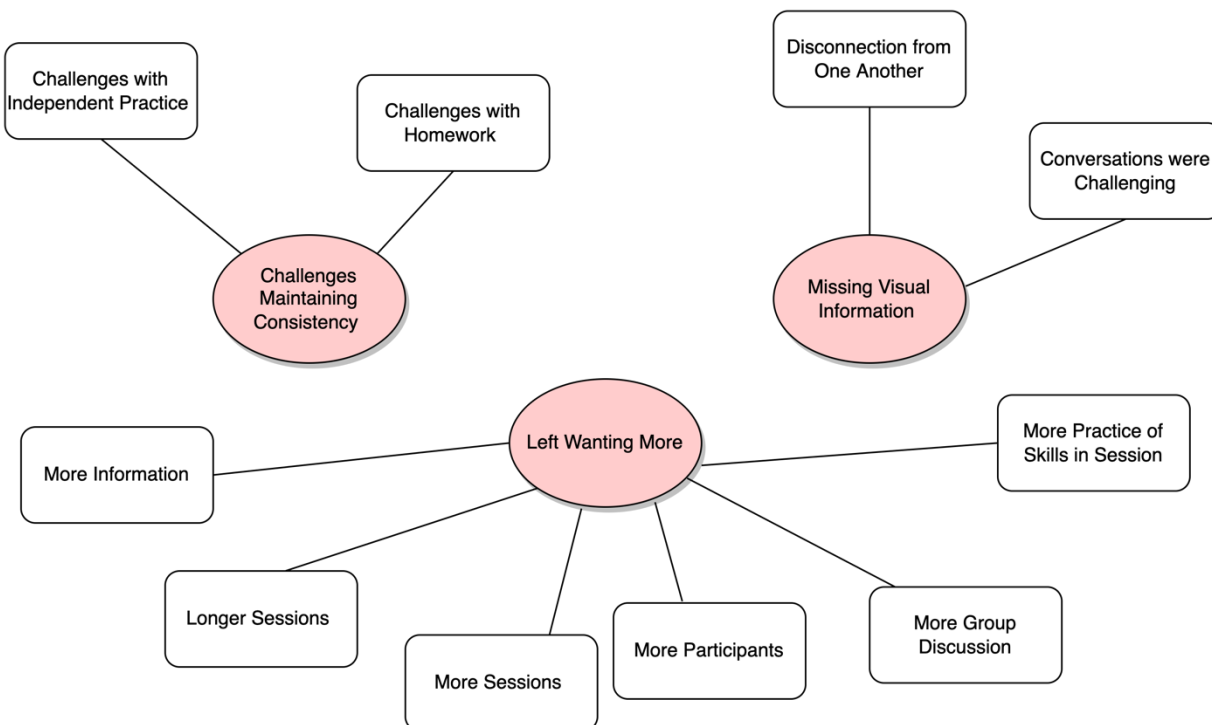 Disconnection from
One Another
Challenges with
Independent Practice
Challenges with
Homework
Conversations were
Challenging
Challenges
Maintaining
Consistency
Missing Visual
Information
Left Wanting More
More Practice of
Skills in Session
More Information
Longer Sessions
More Sessions
More Participants
More Group
Discussion